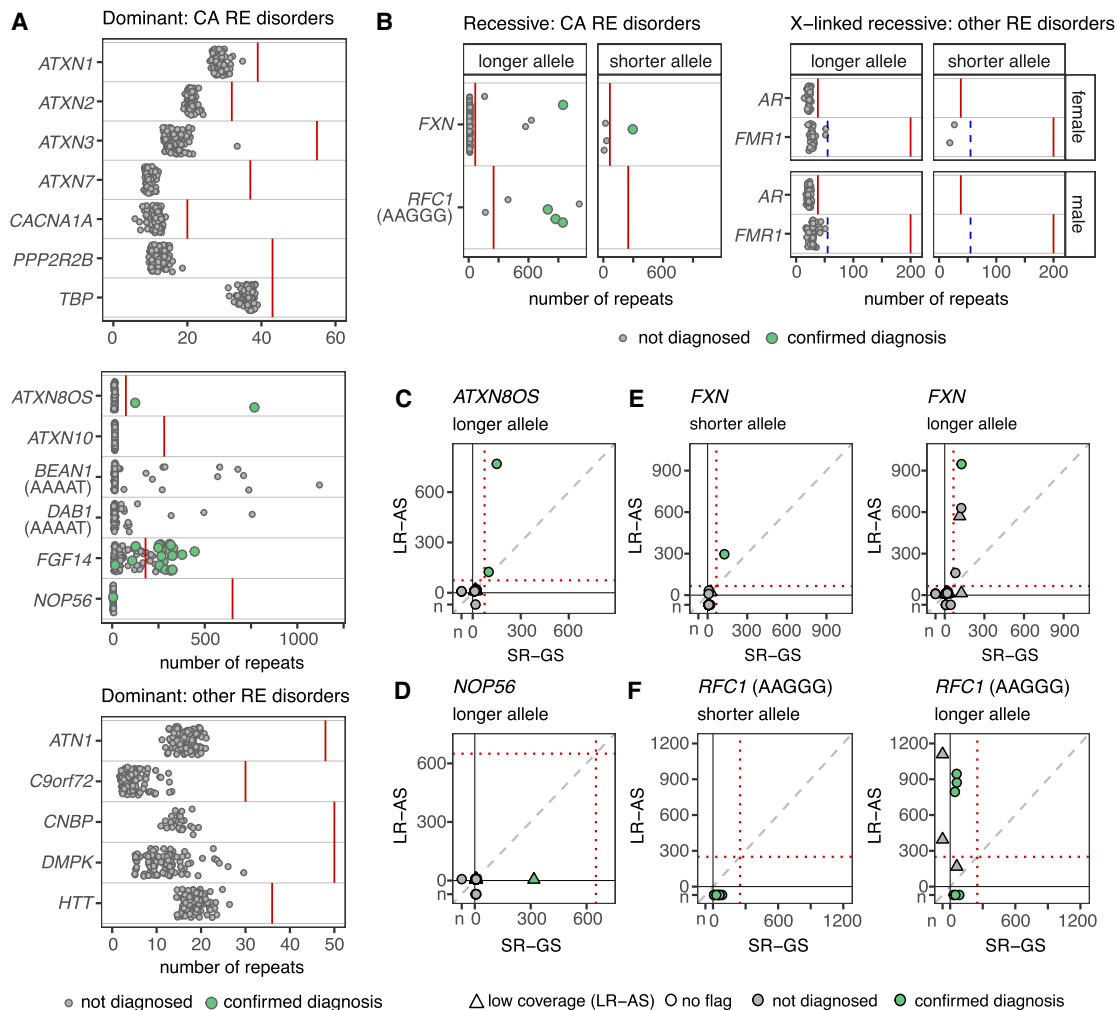 A
Dominant: CA RE disorders
ATXN1
ATXN2
ATXN3
ATXN7
CACNA1A
PPP2R2B
TBP
0 20 40 60
ATXN8OS
ATXN10
BEAN1
(AAAAT)
DAB1
(AAAAT)
FGF14
NOP56
0 500 1000
number of repeats
Dominant: other RE disorders
ATN1
C9orf72
CNBP
DMPK
HTT
0 10 20 30 40 50
number of repeats
not diagnosed confirmed diagnosis
B
Recessive: CA RE disorders
longer allele shorter allele
FXN
RFC1
(AAGGG)
0 600 0 600
number of repeats
X−linked recessive: other RE disorders
longer allele shorter allele
AR
FMR1
female
AR
FMR1
male
0 50 100 200 0 50 100 200
number of repeats
not diagnosed confirmed diagnosis
C
ATXN8OS
longer allele
LR−AS
600
300
0
n
n 0 300 600
SR−GS
E
FXN
shorter allele
LR−AS
900
600
300
0
n
n 0 300 600 900
SR−GS
FXN
longer allele
LR−AS
900
600
300
0
n
n 0 300 600 900
SR−GS
D
NOP56
longer allele
LR−AS
600
300
0
n
n 0 300 600
SR−GS
F
RFC1 (AAGGG)
shorter allele
LR−AS
1200
900
600
300
0
n
n 0 600 1200
SR−GS
RFC1 (AAGGG)
longer allele
LR−AS
1200
900
600
300
0
n
n 0 600 1200
SR−GS
low coverage (LR−AS) no flag not diagnosed confirmed diagnosis